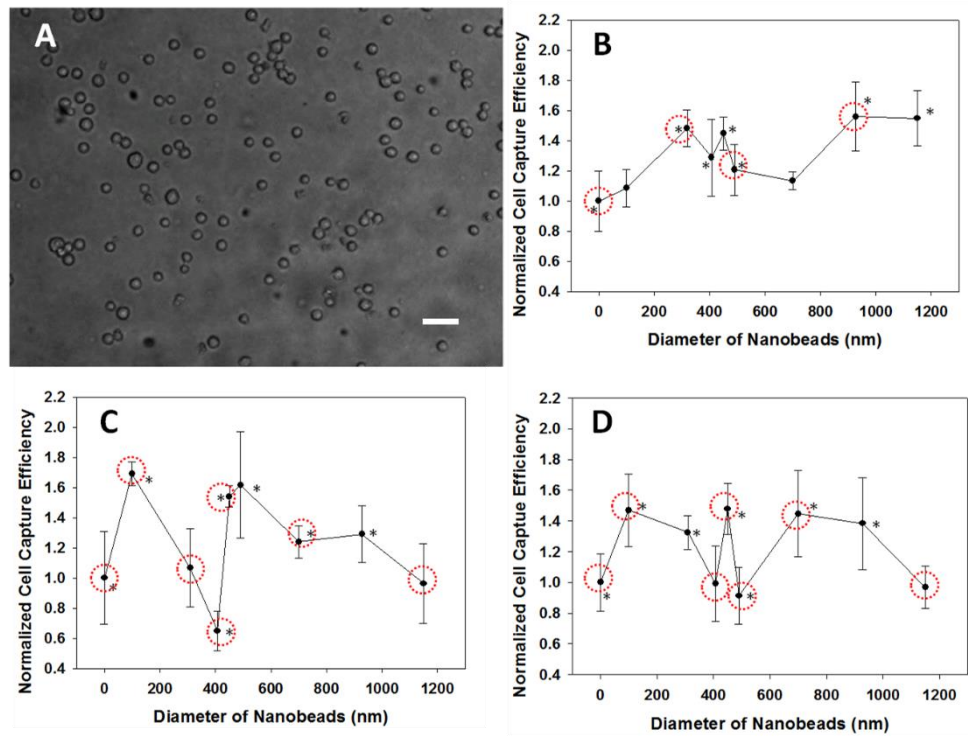 A
B
Normalized Cell Capture Efficiency
2.2
2.0
1.8
1.6
1.4
1.2
1.0
0.8
0.6
0.4
* * * * * * *
0 200 400 600 800 1000 1200
Diameter of Nanobeads (nm)
C
Normalized Cell Capture Efficiency
2.2
2.0
1.8
1.6
1.4
1.2
1.0
0.8
0.6
0.4
* * * * * * *
0 200 400 600 800 1000 1200
Diameter of Nanobeads (nm)
D
Normalized Cell Captue Efficiency
2.2
2.0
1.8
1.6
1.4
1.2
1.0
0.8
0.6
0.4
* * * * * * *
0 200 400 600 800 1000 1200
Diameter of Nanobeads (nm)